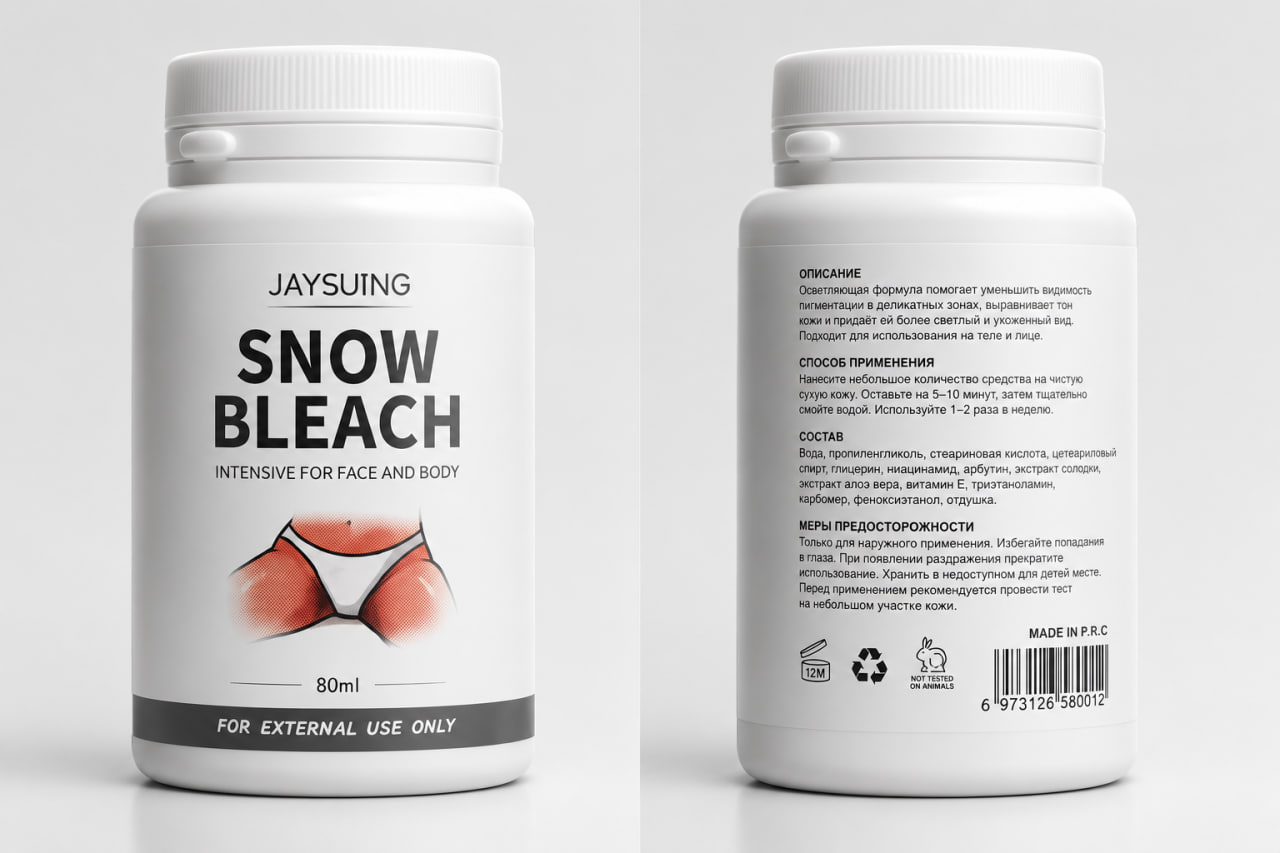 JAYSUING
SNOW
BLEACH
INTENSIVE FOR FACE AND BODY
80ml
FOR EXTERNAL USE ONLY
ОПИСАНИЕ
Осветляющая формула помогает уменьшить видимость
пигментации в деликатных зонах, выравнивает тон
кожи и придаёт ей более светлый и ухоженный вид.
Подходит для использования на теле и лице.
СПОСОБ ПРИМЕНЕНИЯ
Нанесите небольшое количество средства на чистую
сухую кожу. Оставьте на 5–10 минут, затем тщательно
смойте водой. Используйте 1–2 раза в неделю.
СОСТАВ
Вода, пропиленгликоль, стеариновая кислота, цетеариловый
спирт, глицерин, ниацинамид, арбутин, экстракт солодки,
экстракт алоэ вера, витамин Е, триэтаноламин,
карбомер, феноксиэтанол, отдушка.
МЕРЫ ПРЕДОСТОРОЖНОСТИ
Только для наружного применения. Избегайте попадания
в глаза. При появлении раздражения прекратите
использование. Хранить в недоступном для детей месте.
Перед применением рекомендуется провести тест
на небольшом участке кожи.
MADE IN P.R.C
12M
NOT TESTED
ON ANIMALS
6 973126 580012